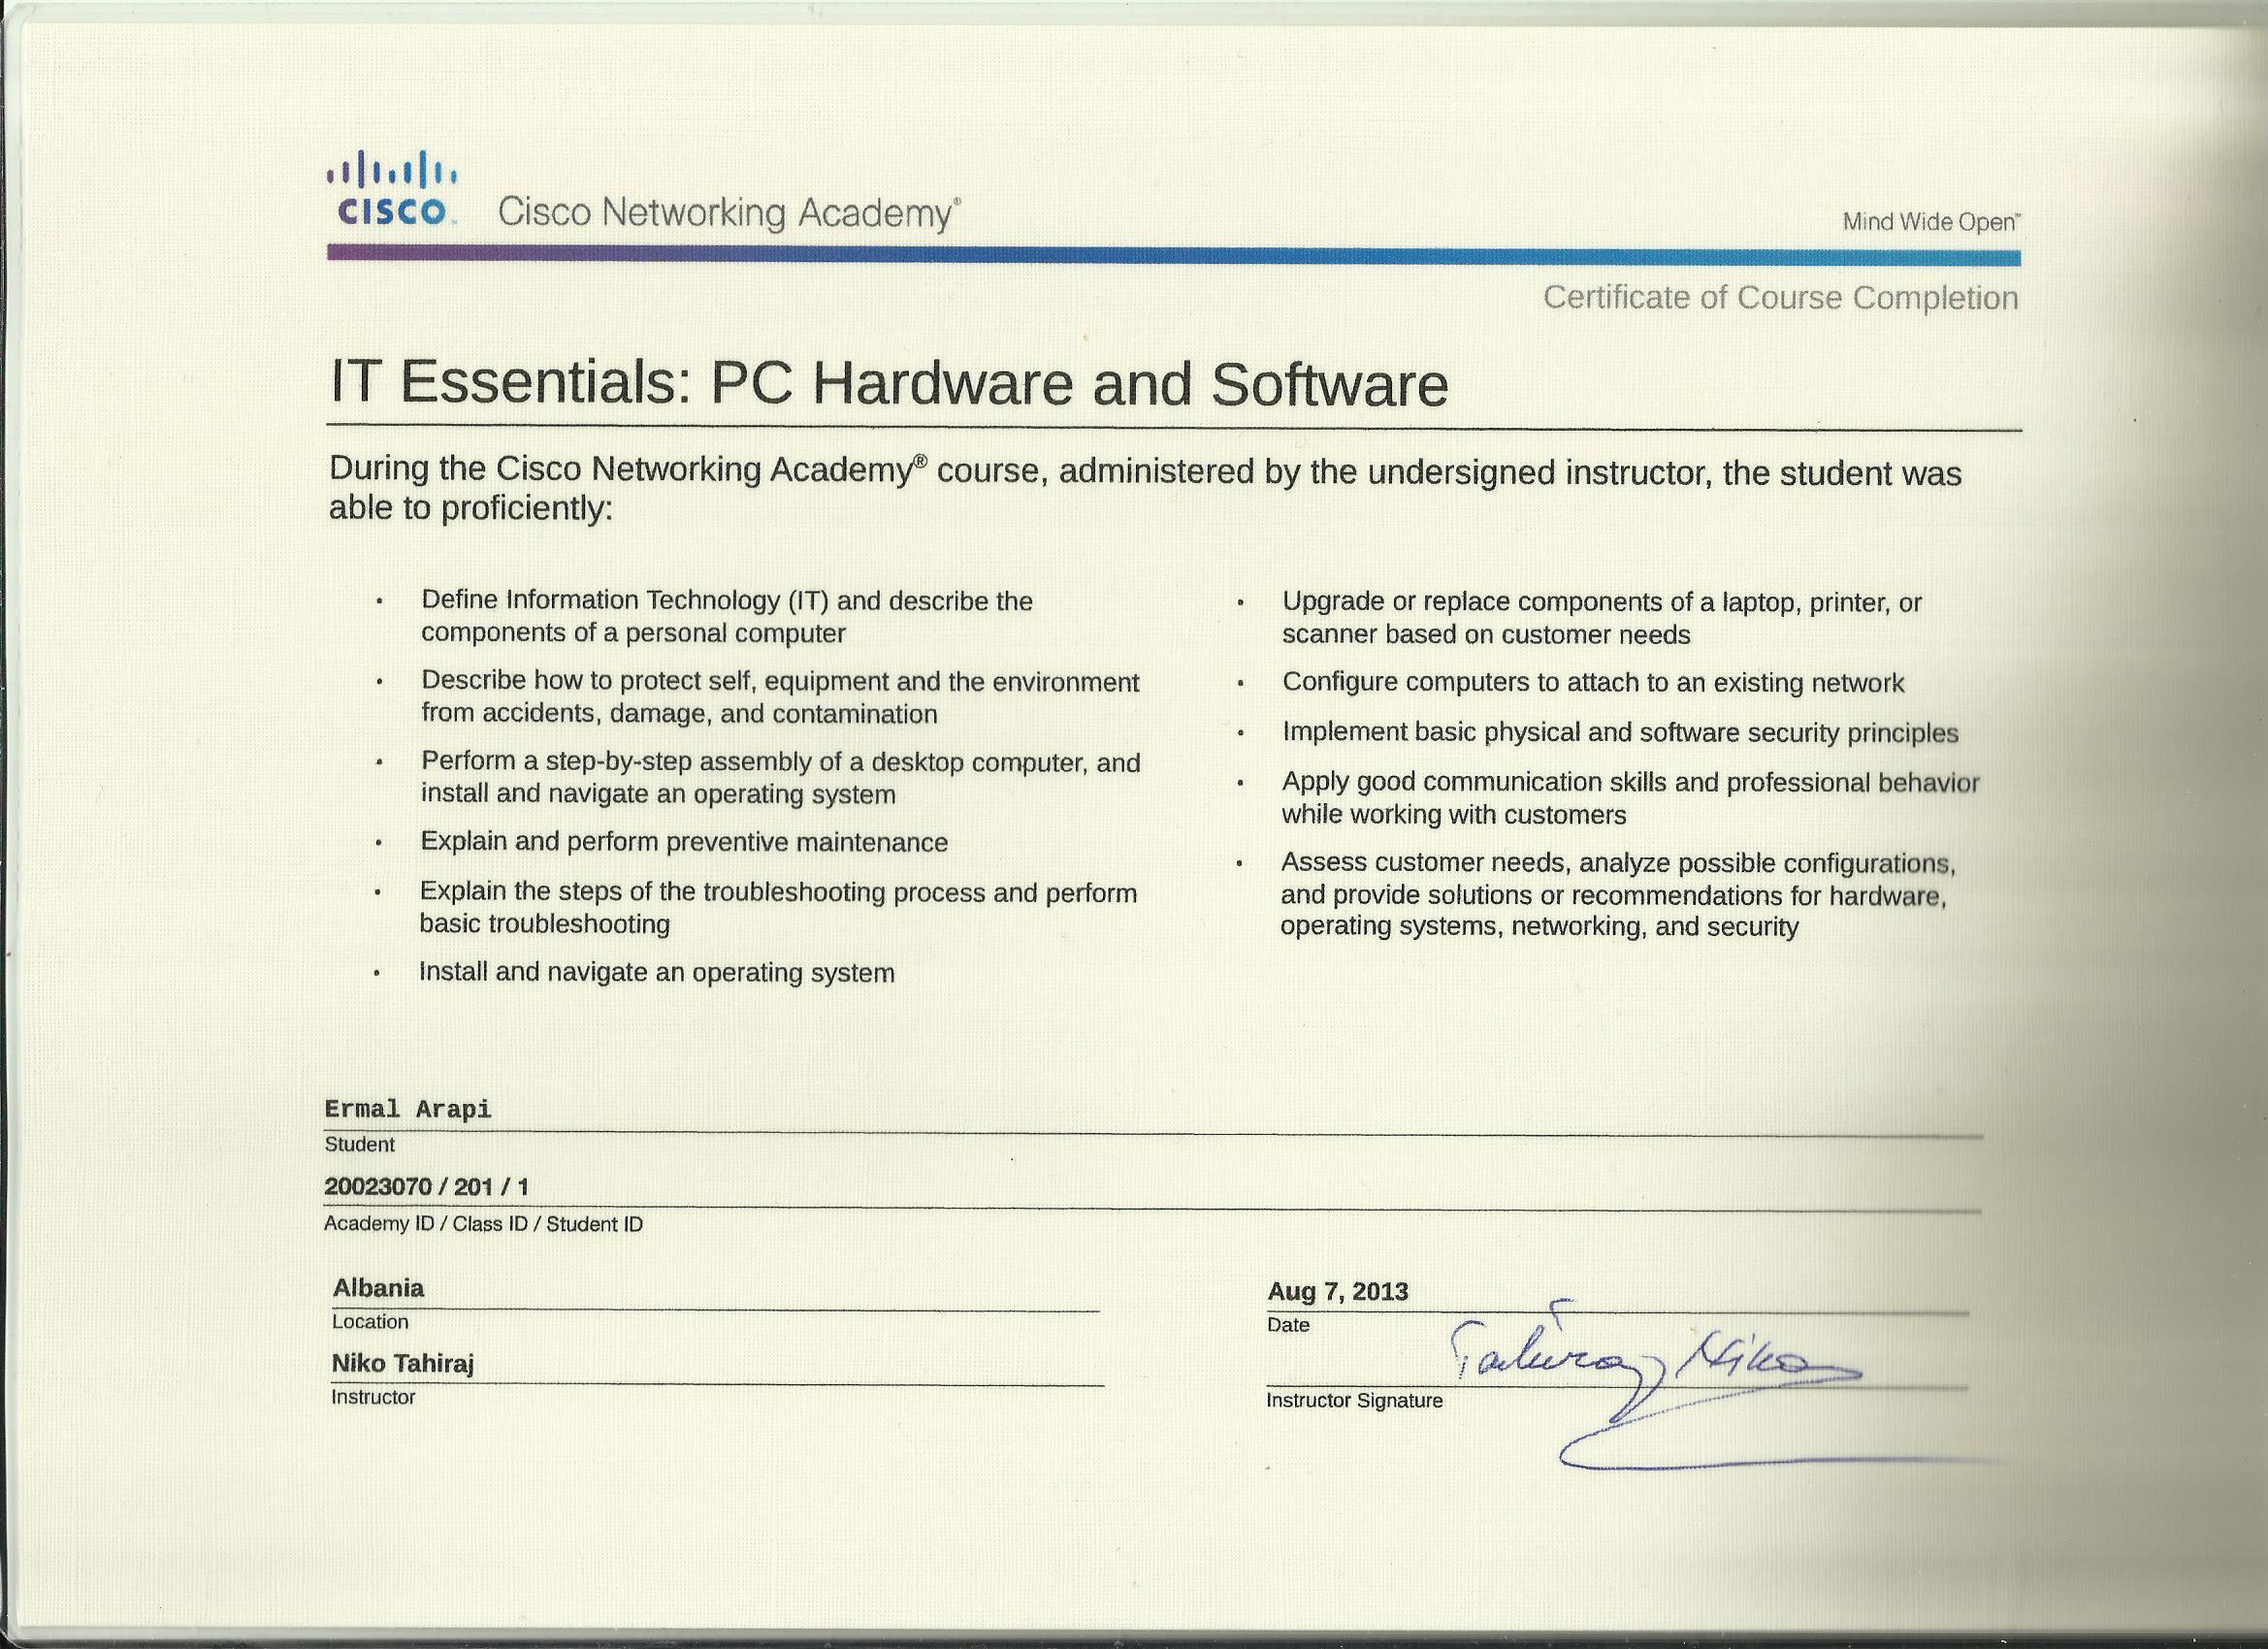 CISCO
Cisco Networking Academy®
Mind Wide Open™
Certificate of Course Completion
IT Essentials: PC Hardware and Software
During the Cisco Networking Academy® course, administered by the undersigned instructor, the student was
able to proficiently:
• Define Information Technology (IT) and describe the
components of a personal computer
• Describe how to protect self, equipment and the environment
from accidents, damage, and contamination
• Perform a step-by-step assembly of a desktop computer, and
install and navigate an operating system
• Explain and perform preventive maintenance
• Explain the steps of the troubleshooting process and perform
basic troubleshooting
• Install and navigate an operating system
• Upgrade or replace components of a laptop, printer, or
scanner based on customer needs
• Configure computers to attach to an existing network
• Implement basic physical and software security principles
• Apply good communication skills and professional behavior
while working with customers
• Assess customer needs, analyze possible configurations,
and provide solutions or recommendations for hardware,
operating systems, networking, and security
Ermal Arapi
Student
20023070 / 201 / 1
Academy ID / Class ID / Student ID
Albania
Location
Niko Tahiraj
Instructor
Aug 7, 2013
Date
Tahiraj Niko
Instructor Signature